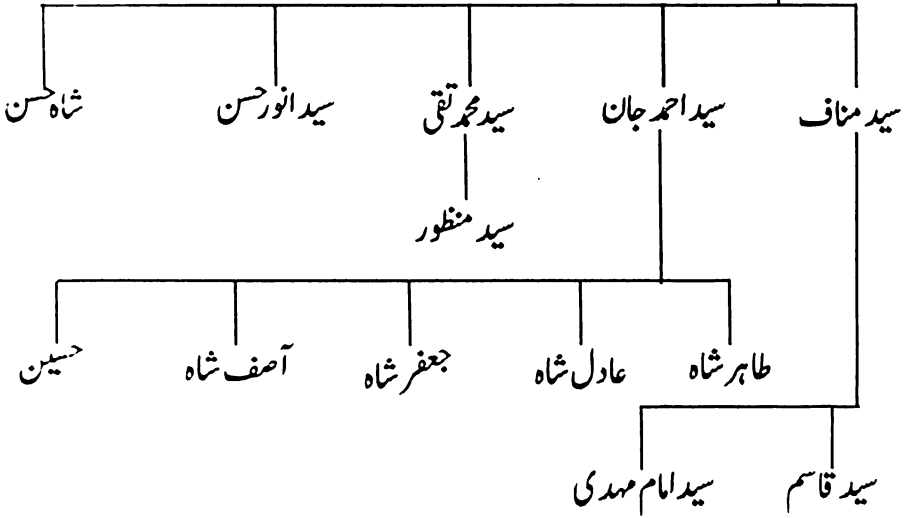 سید مناف سید احمد جان سید محمد تقی سید انور حسن شاہ حسن
سید منظور
طاہر شاہ عادل شاہ جعفر شاہ آصف شاہ حسین
سید قاسم سید امام مہدی